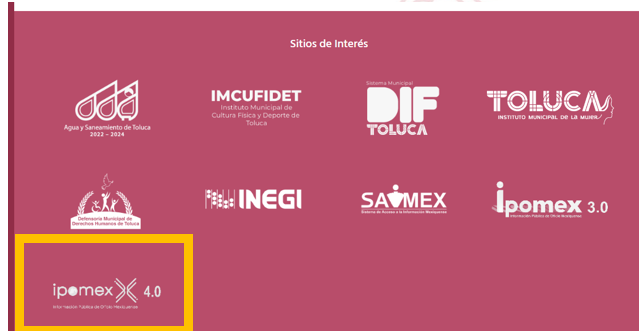 Sitios de Interés
Agua y Saneamiento de Toluca
2022 – 2024
IMCUFIDET
Instituto Municipal de
Cultura Física y Deporte de
Toluca
Sistema Municipal
DIF
TOLUCA
TOLUCA
INSTITUTO MUNICIPAL DE LA MUJER
Defensoría Municipal de
Derechos Humanos de Toluca
INEGI
SAIMEX
Sistema de Acceso a la Información Mexiquense
Ipomex 3.0
Información Pública de Oficio Mexiquense
ipomex 4.0
Información Pública de Oficio Mexiquense